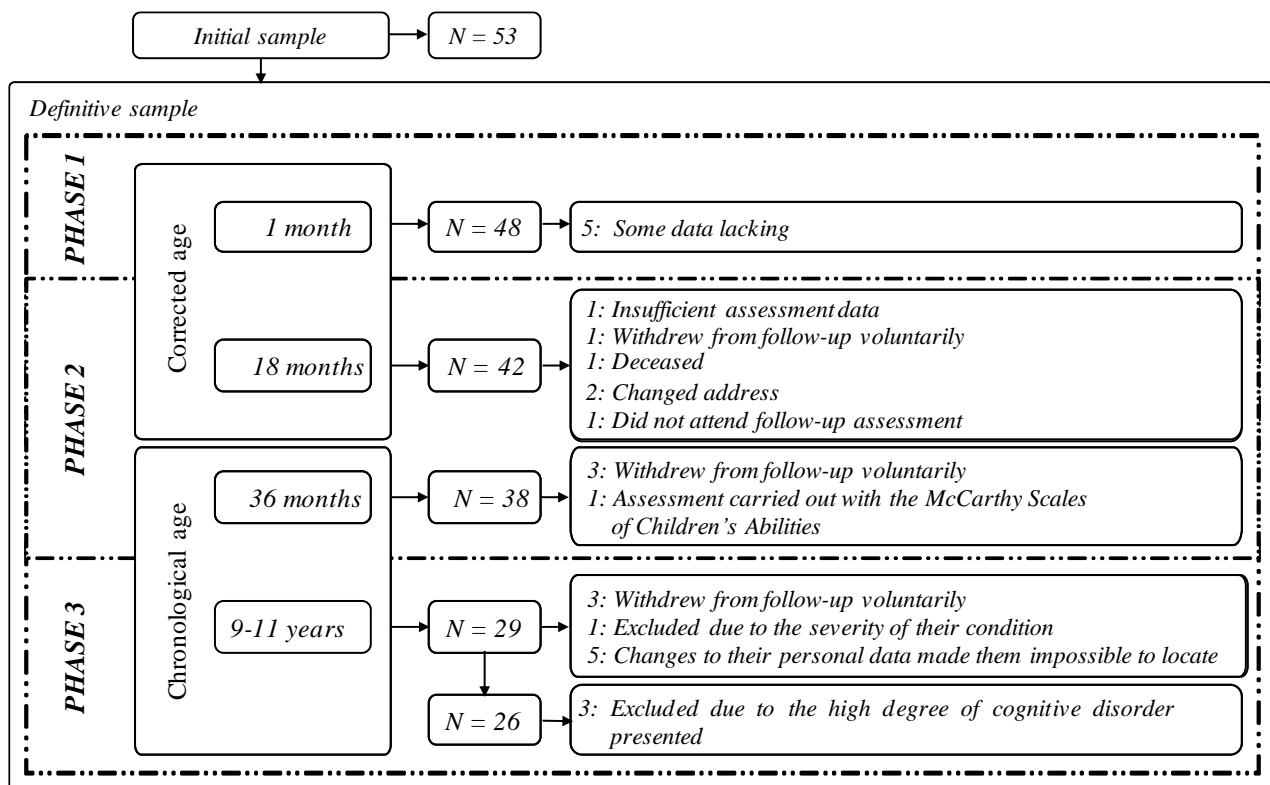 Initial sample
N = 53
Definitive sample
PHASE 1
Corrected age
1 month
N = 48
5: Some data lacking
PHASE 2
18 months
N = 42
1: Insufficient assessment data
1: Withdrew from follow-up voluntarily
1: Deceased
2: Changed address
1: Did not attend follow-up assessment
Chronological age
36 months
N = 38
3: Withdrew from follow-up voluntarily
1: Assessment carried out with the McCarthy Scales
of Children's Abilities
PHASE 3
9-11 years
N = 29
3: Withdrew from follow-up voluntarily
1: Excluded due to the severity of their condition
5: Changes to their personal data made them impossible to locate
N = 26
3: Excluded due to the high degree of cognitive disorder
presented